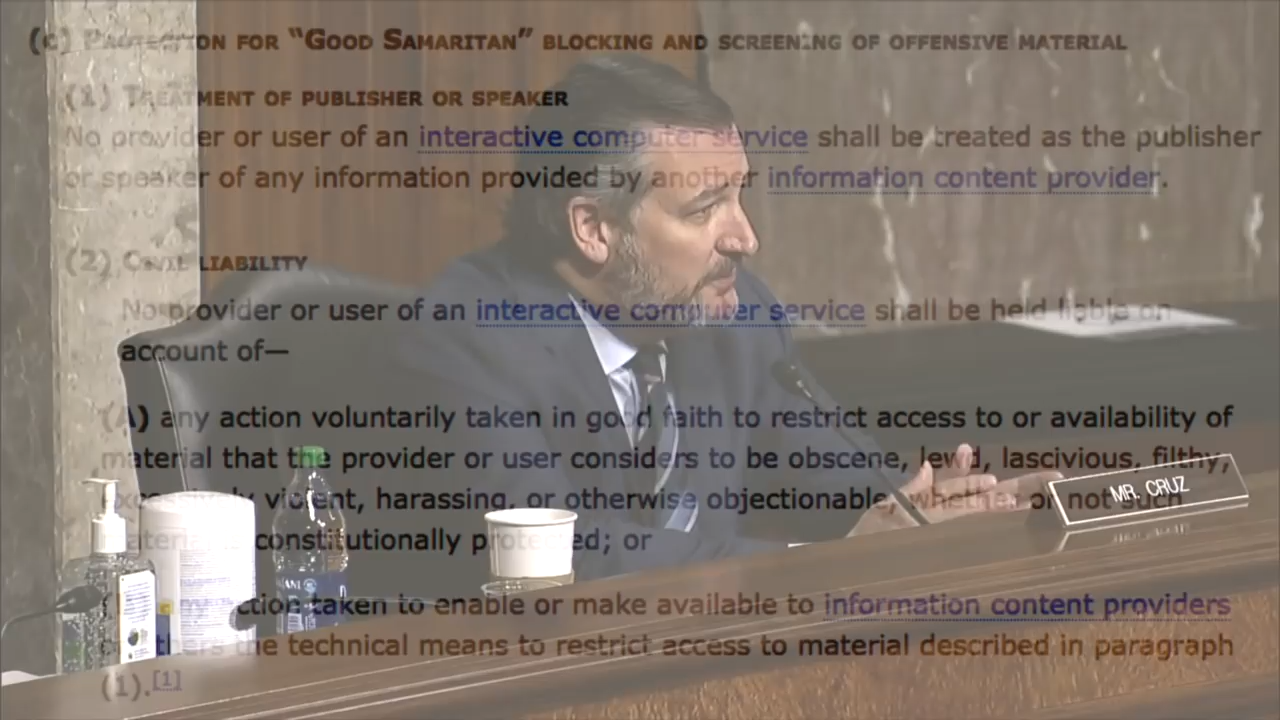 (c) PROTECTION FOR “GOOD SAMARITAN” BLOCKING AND SCREENING OF OFFENSIVE MATERIAL
(1) TREATMENT OF PUBLISHER OR SPEAKER
No provider or user of an interactive computer service shall be treated as the publisher
or speaker of any information provided by another information content provider.
(2) CIVIL LIABILITY
No provider or user of an interactive computer service shall be held liable on
account of—
(A) any action voluntarily taken in good faith to restrict access to or availability of
material that the provider or user considers to be obscene, lewd, lascivious, filthy,
excessively violent, harassing, or otherwise objectionable, whether or not such
material constitutionally protected; or
MR. CRUZ
action taken to enable or make available to information content providers
others the technical means to restrict access to material described in paragraph
(1).[1]